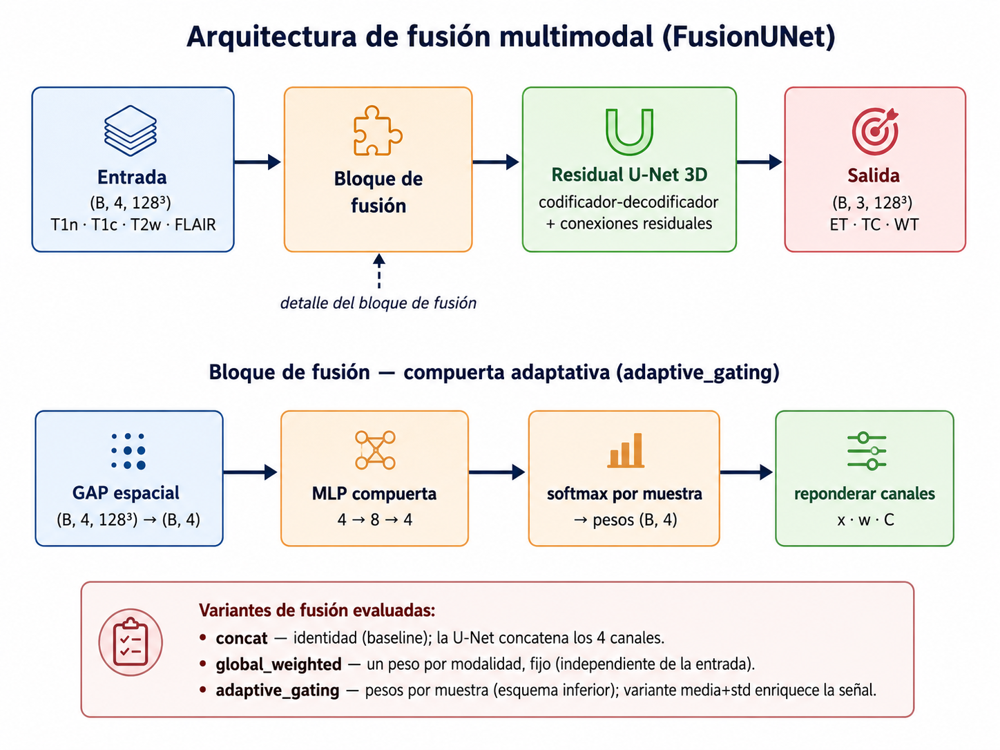 Arquitectura de fusión multimodal (FusionUNet)
Entrada
(B, 4, 128³)
T1n · T1c · T2w · FLAIR
Bloque de
fusión
Residual U-Net 3D
codificador-decodificador
+ conexiones residuales
Salida
(B, 3, 128³)
ET · TC · WT
detalle del bloque de fusión
Bloque de fusión — compuerta adaptativa (adaptive_gating)
GAP espacial
(B, 4, 128³) → (B, 4)
MLP compuerta
4 → 8 → 4
softmax por muestra
→ pesos (B, 4)
reponderar canales
x · w · C
Variantes de fusión evaluadas:
• concat — identidad (baseline); la U-Net concatena los 4 canales.
• global_weighted — un peso por modalidad, fijo (independiente de la entrada).
• adaptive_gating — pesos por muestra (esquema inferior); variante media+std enriquece la señal.